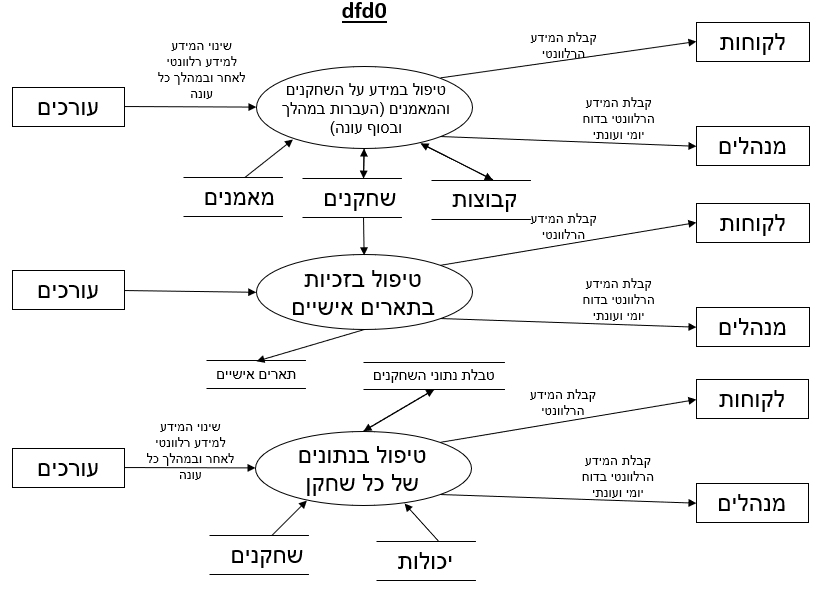 dfd0
שינוי המידע
למידע רלוונטי
לאחר ובמהלך כל
עונה
עורכים
טיפול במידע על השחקנים
והמאמנים (העברות במהלך
ובסוף עונה)
קבלת המידע
הרלוונטי
לקוחות
קבלת המידע
הרלוונטי בדוח
יומי ועונתי
מנהלים
מאמנים
שחקנים
קבוצות
קבלת המידע
הרלוונטי
לקוחות
עורכים
טיפול בזכיות
בתארים אישיים
קבלת המידע
הרלוונטי בדוח
יומי ועונתי
מנהלים
תארים אישיים
טבלת נתוני השחקנים
קבלת המידע
הרלוונטי
לקוחות
שינוי המידע
למידע רלוונטי
לאחר ובמהלך כל
עונה
עורכים
טיפול בנתונים
של כל שחקן
קבלת המידע
הרלוונטי בדוח
יומי ועונתי
מנהלים
שחקנים
יכולות